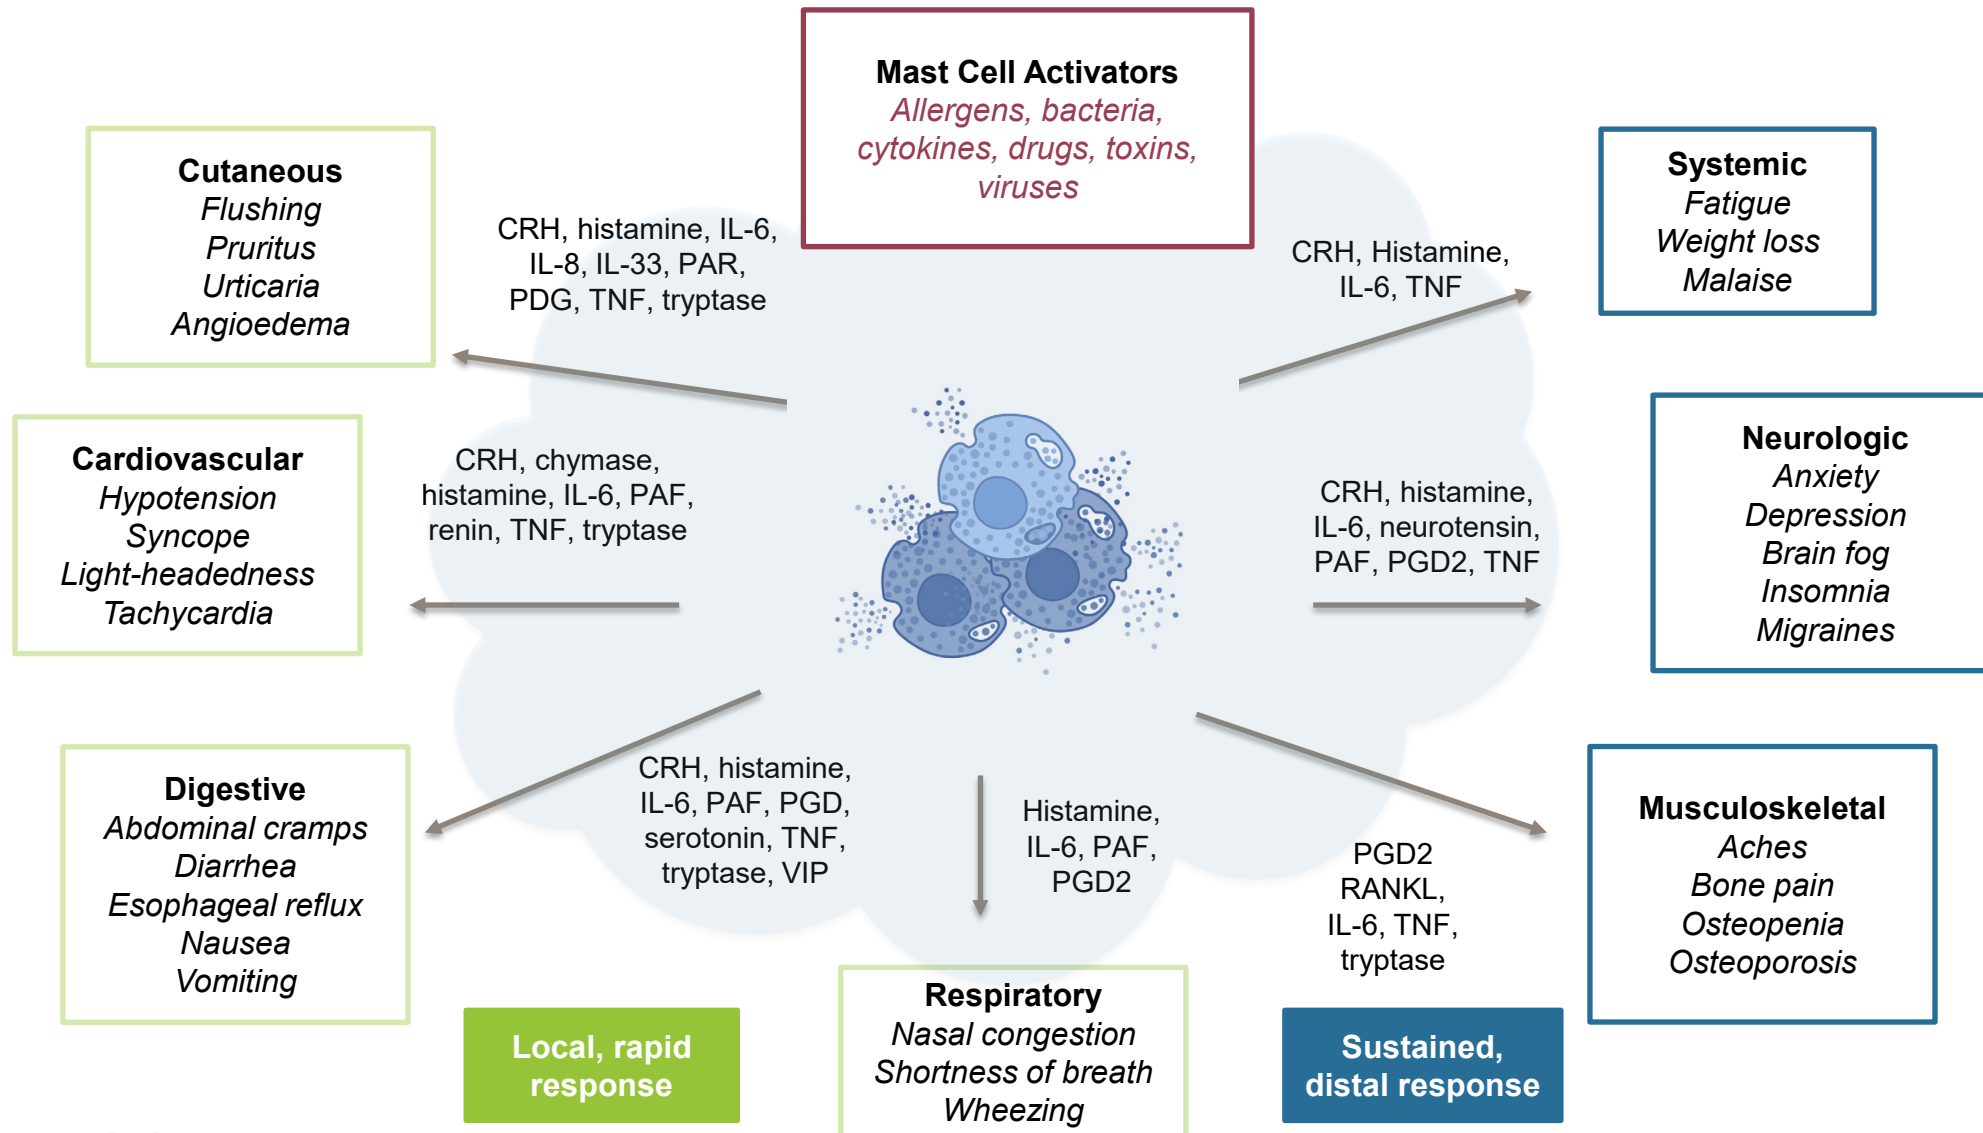 Mast Cell Activators
Allergens, bacteria,
cytokines, drugs, toxins,
viruses
Cutaneous
Flushing
Pruritus
Urticaria
Angioedema
CRH, histamine, IL-6,
IL-8, IL-33, PAR,
PDG, TNF, tryptase
CRH, Histamine,
IL-6, TNF
Systemic
Fatigue
Weight loss
Malaise
Cardiovascular
Hypotension
Syncope
Light-headedness
Tachycardia
CRH, chymase,
histamine, IL-6, PAF,
renin, TNF, tryptase
CRH, histamine,
IL-6, neurotensin,
PAF, PGD2, TNF
Neurologic
Anxiety
Depression
Brain fog
Insomnia
Migraines
Digestive
Abdominal cramps
Diarrhea
Esophageal reflux
Nausea
Vomiting
CRH, histamine,
IL-6, PAF, PGD,
serotonin, TNF,
tryptase, VIP
Histamine,
IL-6, PAF,
PGD2
PGD2
RANKL,
IL-6, TNF,
tryptase
Musculoskeletal
Aches
Bone pain
Osteopenia
Osteoporosis
Local, rapid
response
Respiratory
Nasal congestion
Shortness of breath
Wheezing
Sustained,
distal response